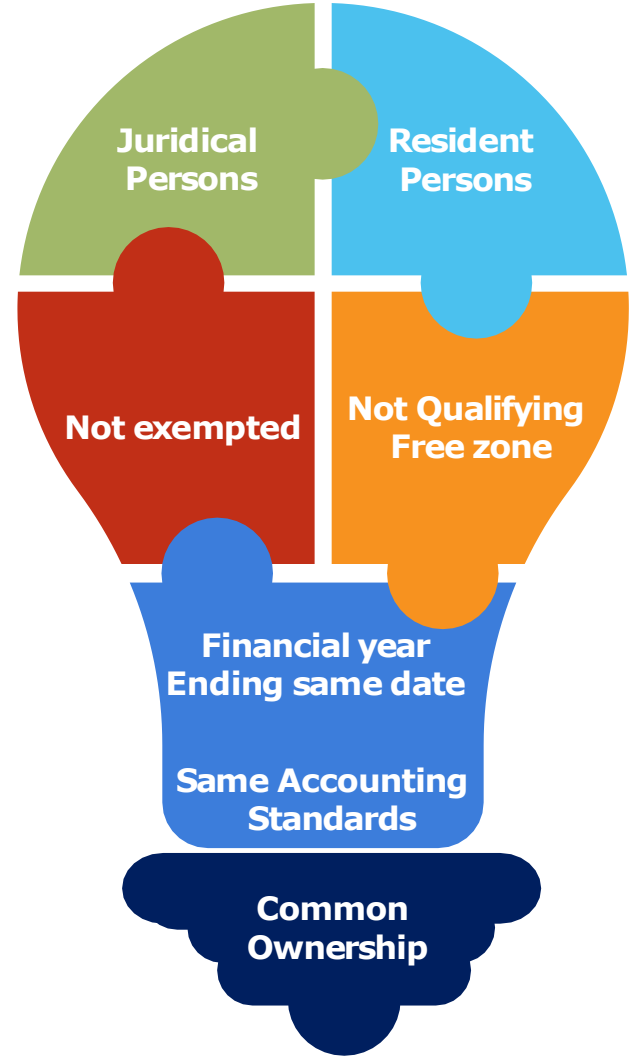 Juridical
Persons
Resident
Persons
Not exempted
Not Qualifying
Free zone
Financial year
Ending same date
Same Accounting
Standards
Common
Ownership